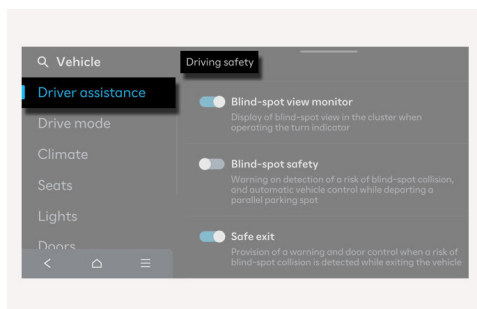 Vehicle
Driver assistance
Drive mode
Climate
Seats
Lights
Doors
Driving safety
Blind-spot view monitor
Display of blind-spot view in the cluster when
operating the turn indicator
Blind-spot safety
Warning on detection of a risk of blind-spot collision,
and automatic vehicle control while departing a
parallel parking spot
Safe exit
Provision of a warning and door control when a risk of
blind-spot collision is detected while exiting the vehicle